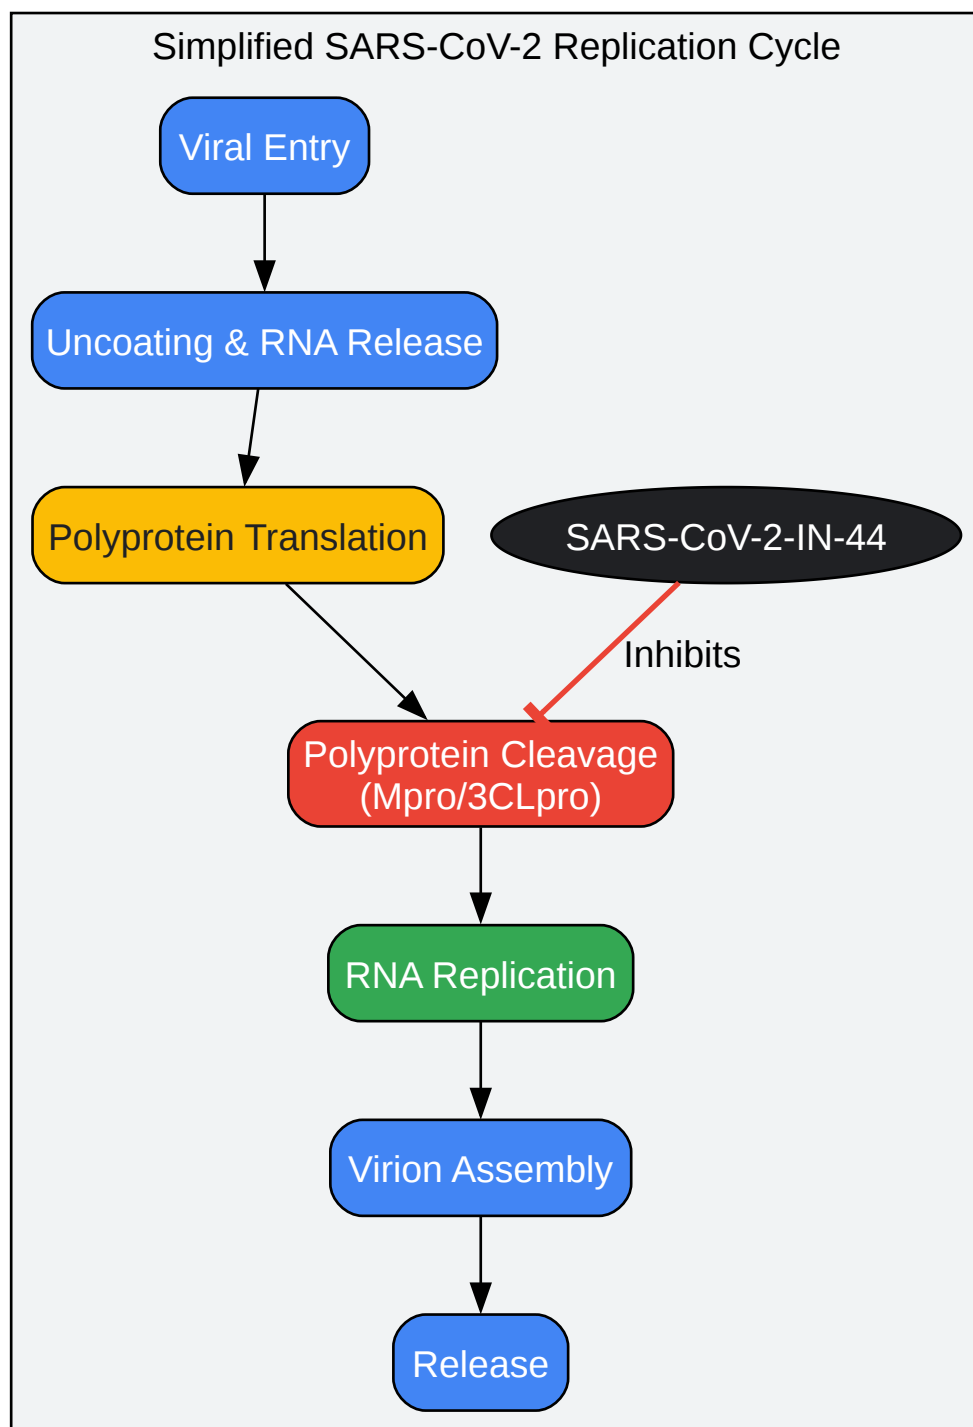 Simplified SARS-CoV-2 Replication Cycle
Viral Entry
Uncoating & RNA Release
Polyprotein Translation
SARS-CoV-2-IN-44
Inhibits
Polyprotein Cleavage
(Mpro/3CLpro)
RNA Replication
Virion Assembly
Release